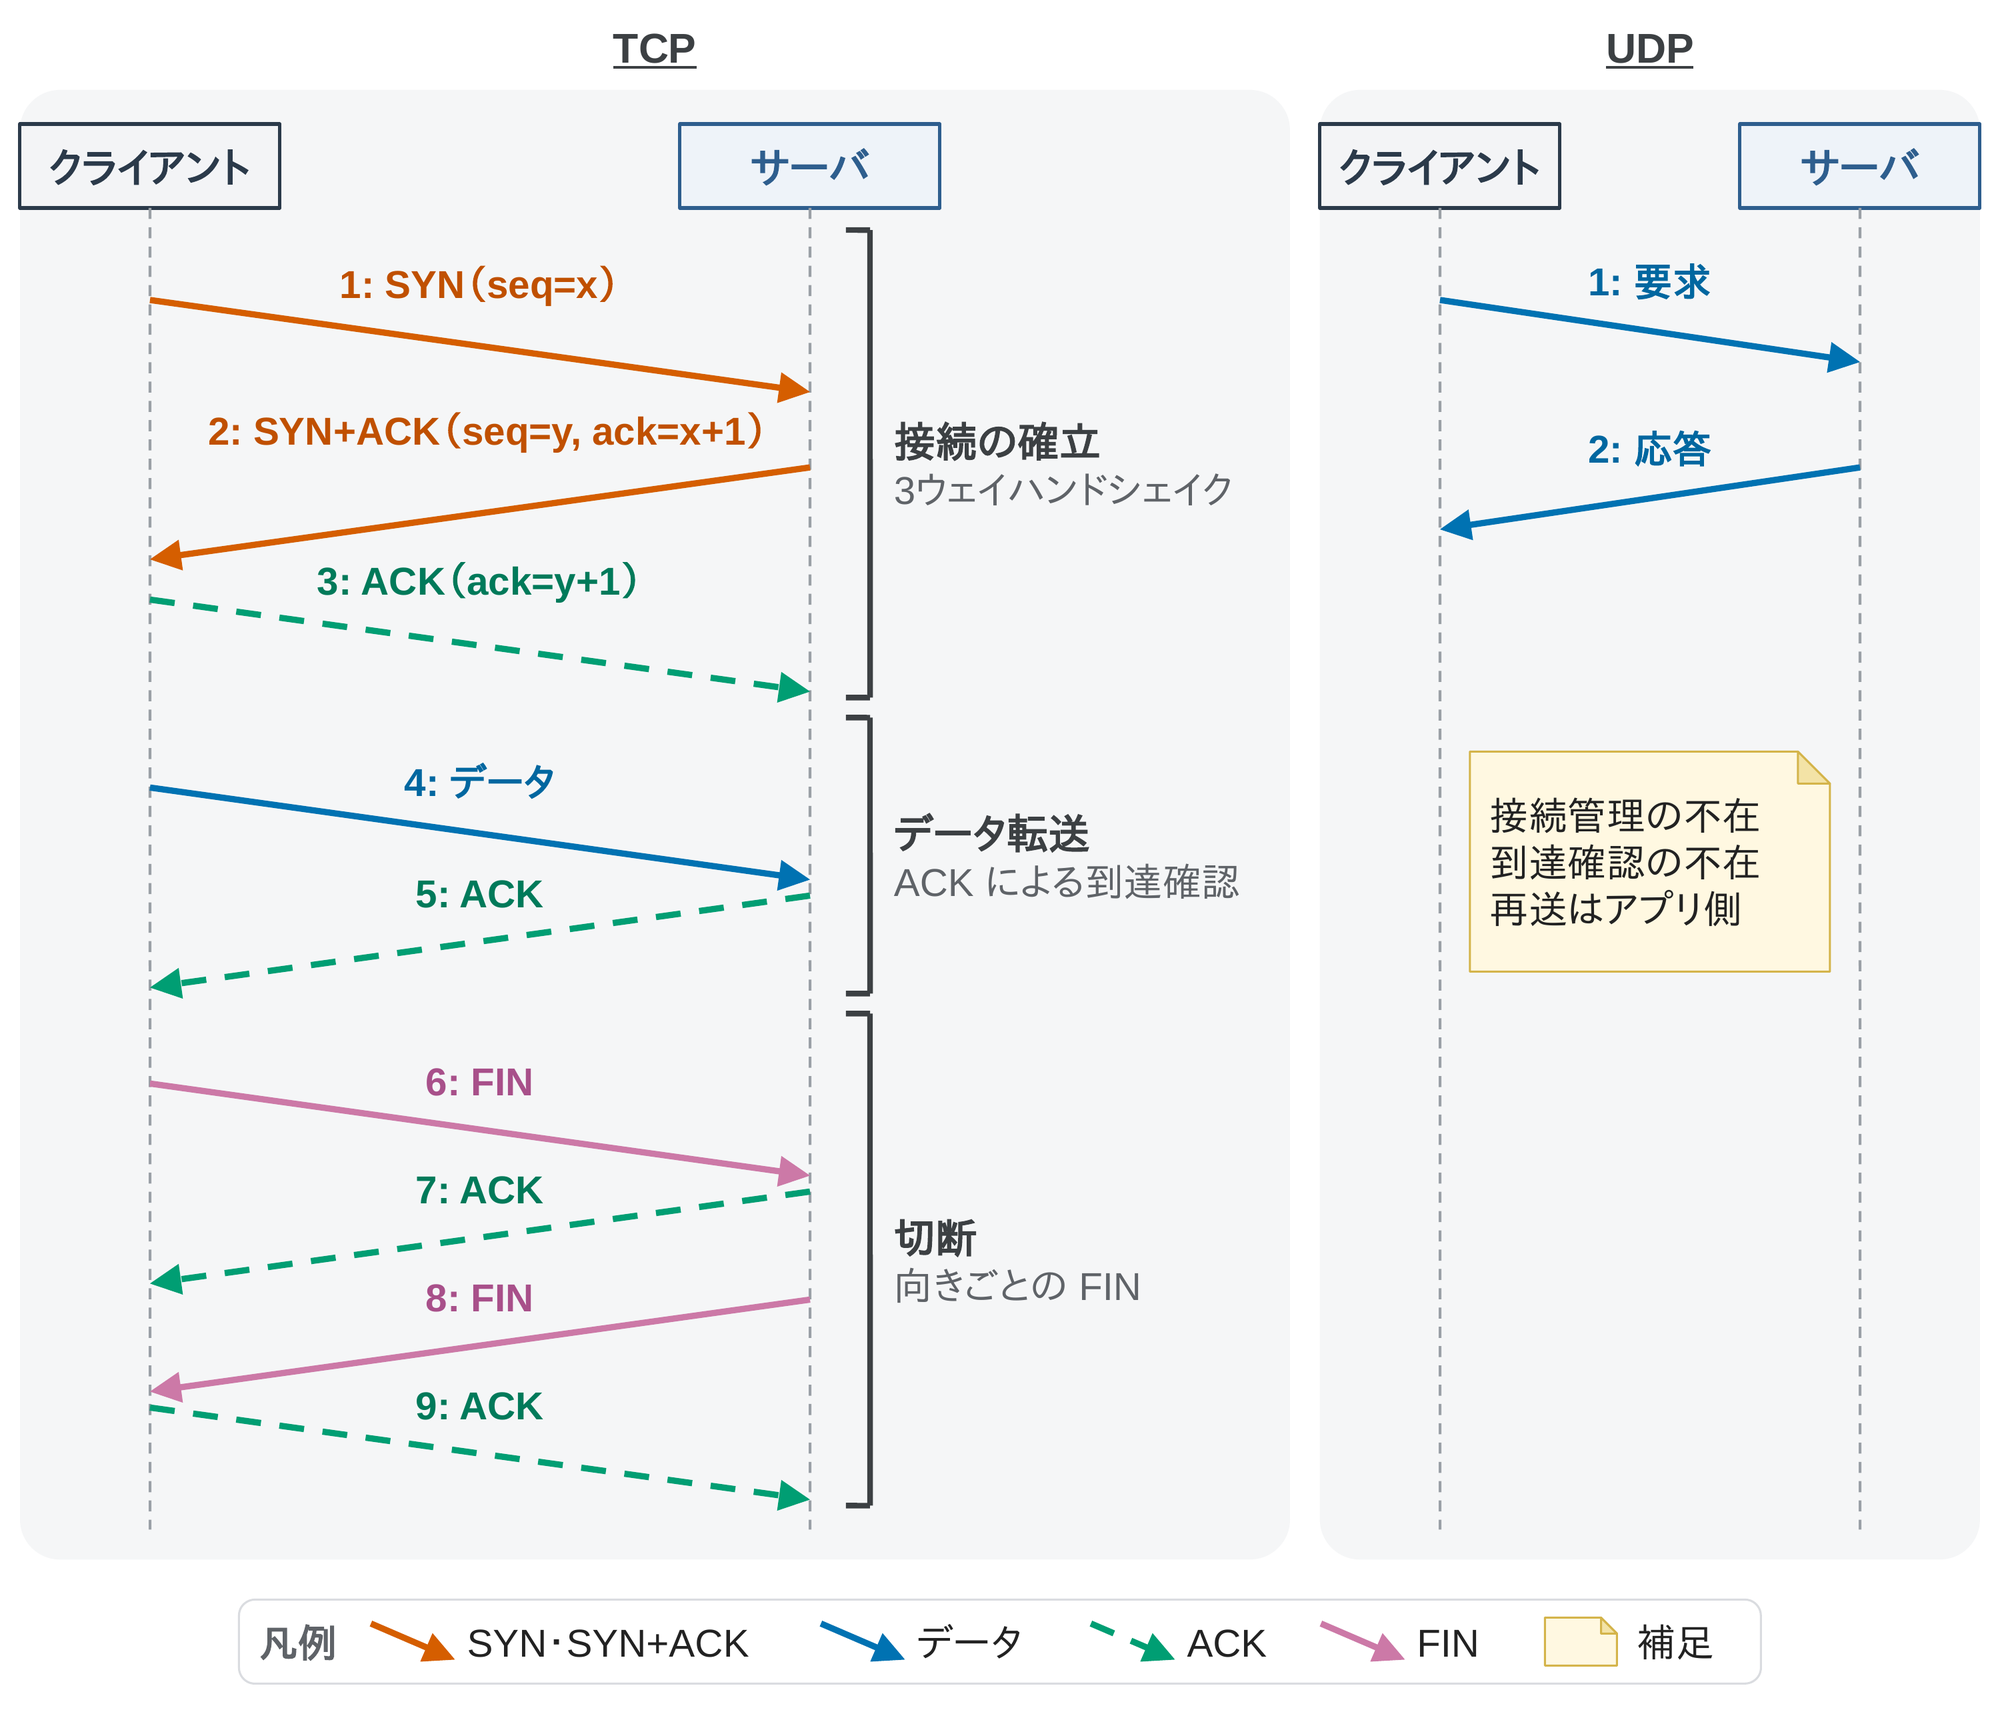 TCP
クライアント
サーバ
1: SYN（seq=x）
2: SYN+ACK（seq=y, ack=x+1）
3: ACK（ack=y+1）
接続の確立
3ウェイハンドシェイク
4: データ
5: ACK
データ転送
ACK による到達確認
6: FIN
7: ACK
8: FIN
9: ACK
切断
向きごとの FIN
UDP
クライアント
サーバ
1: 要求
2: 応答
接続管理の不在
到達確認の不在
再送はアプリ側
凡例
SYN･SYN+ACK
データ
ACK
FIN
補足